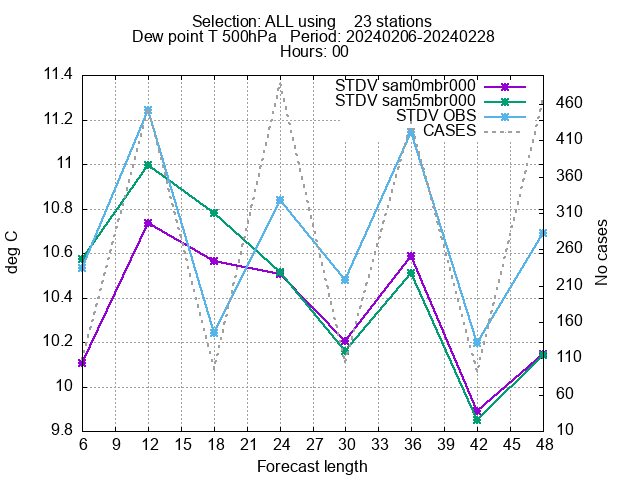 Selection: ALL using 23 stations
Dew point T 500hPa Period: 20240206-20240228
Hours: 00
STDV sam0mbr000
STDV sam5mbr000
STDV OBS
CASES
11.4
11.2
11
10.8
10.6
10.4
10.2
10
9.8
deg C
460
410
360
310
260
210
160
110
60
10
No cases
6 9 12 15 18 21 24 27 30 33 36 39 42 45 48
Forecast length